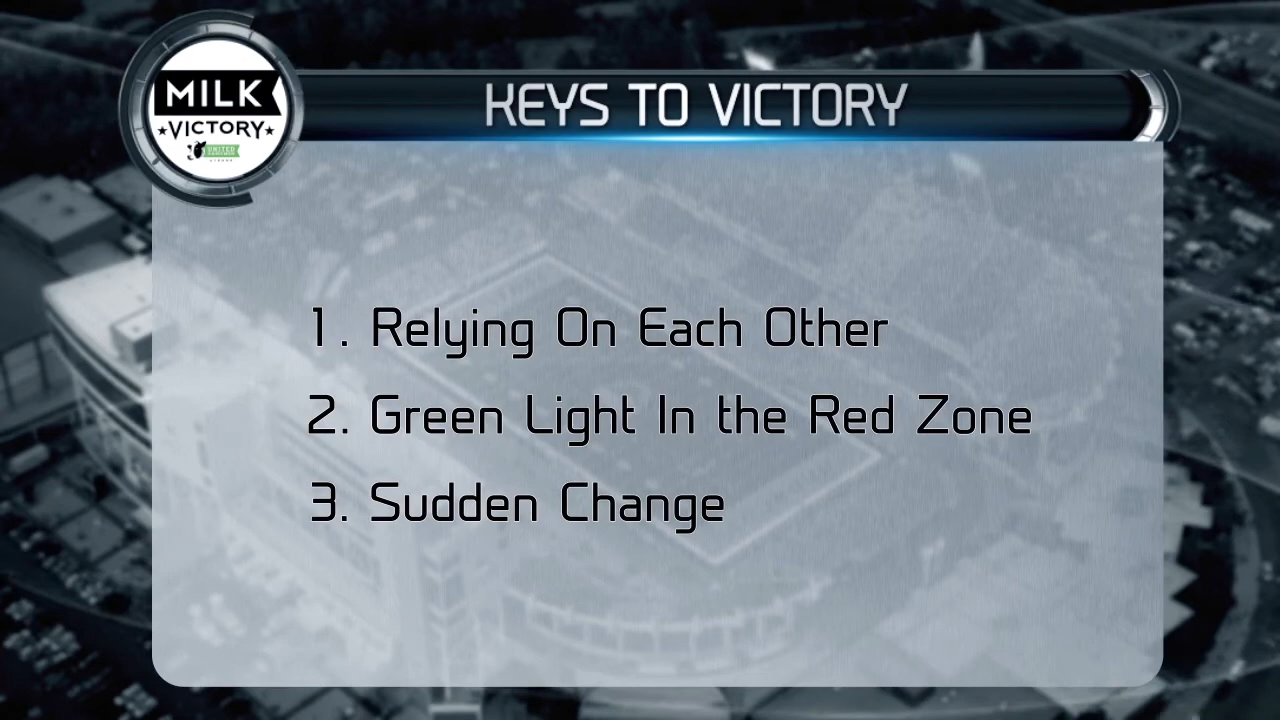 MILK
VICTORY
UNITED
KEYS TO VICTORY
1. Relying On Each Other
2. Green Light In the Red Zone
3. Sudden Change